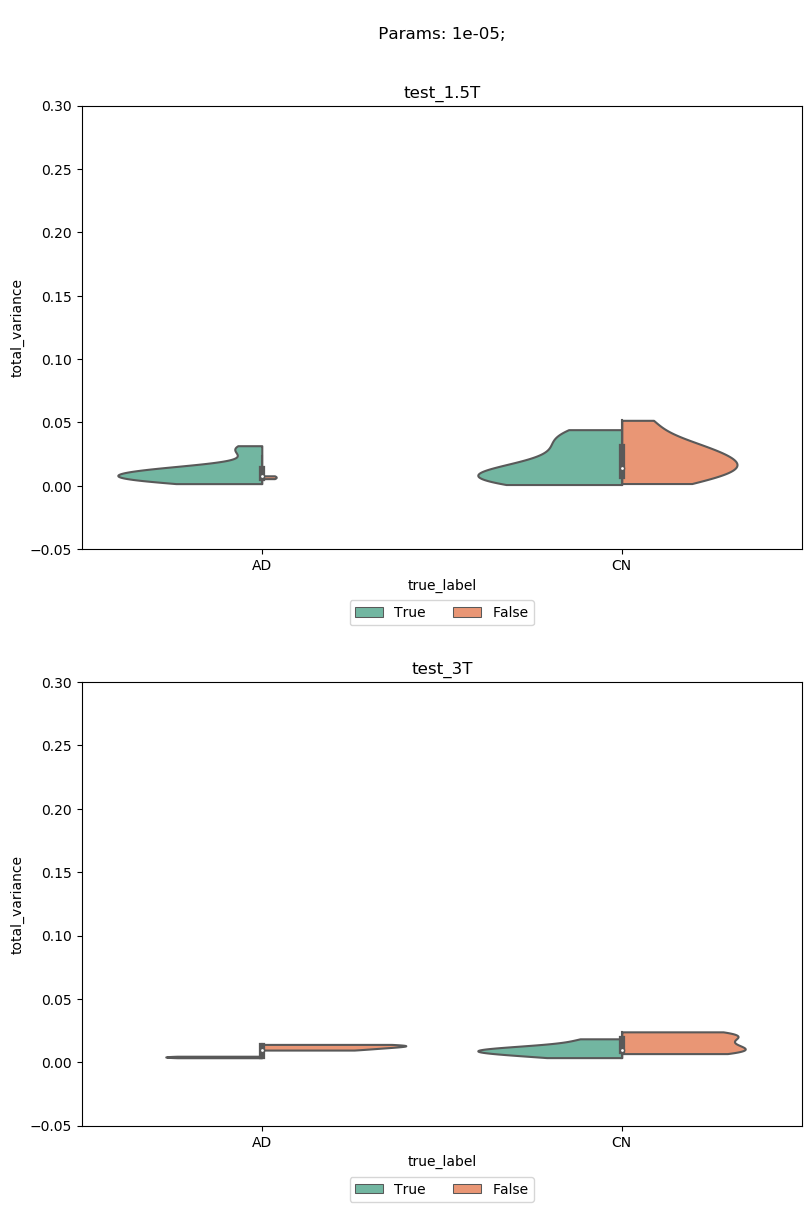 Params: 1e-05;
test_1.5T
0.30
0.25
0.20
0.15
0.10
0.05
0.00
−0.05
total_variance
AD CN
true_label
True False
test_3T
0.30
0.25
0.20
0.15
0.10
0.05
0.00
−0.05
total_variance
AD CN
true_label
True False